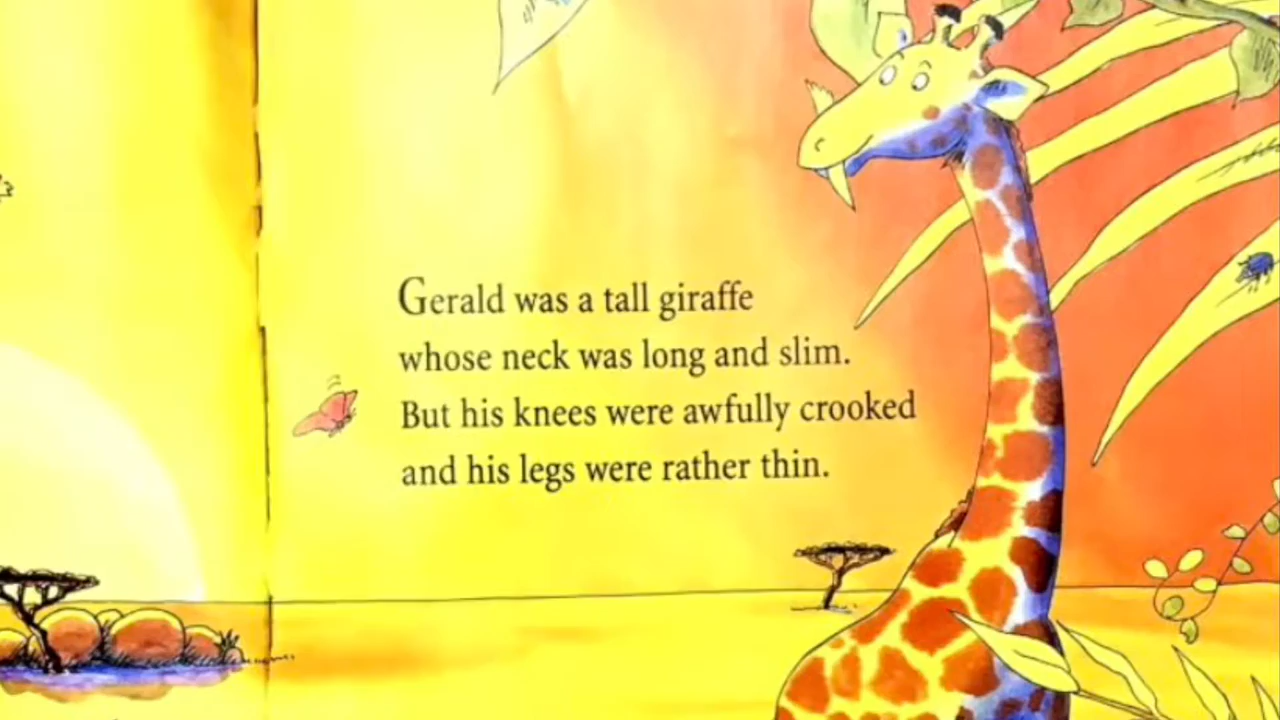 Gerald was a tall giraffe
whose neck was long and slim.
But his knees were awfully crooked
and his legs were rather thin.